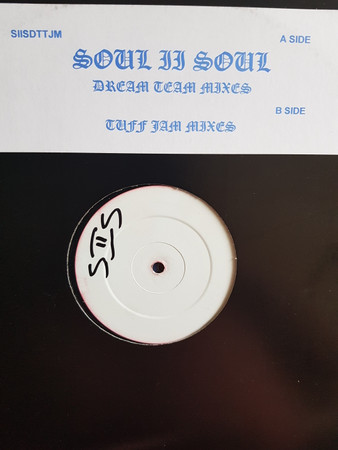 SIISDTTJM
A SIDE
SOUL II SOUL
DREAM TEAM MIXES
B SIDE
TUFF JAM MIXES
SIIS